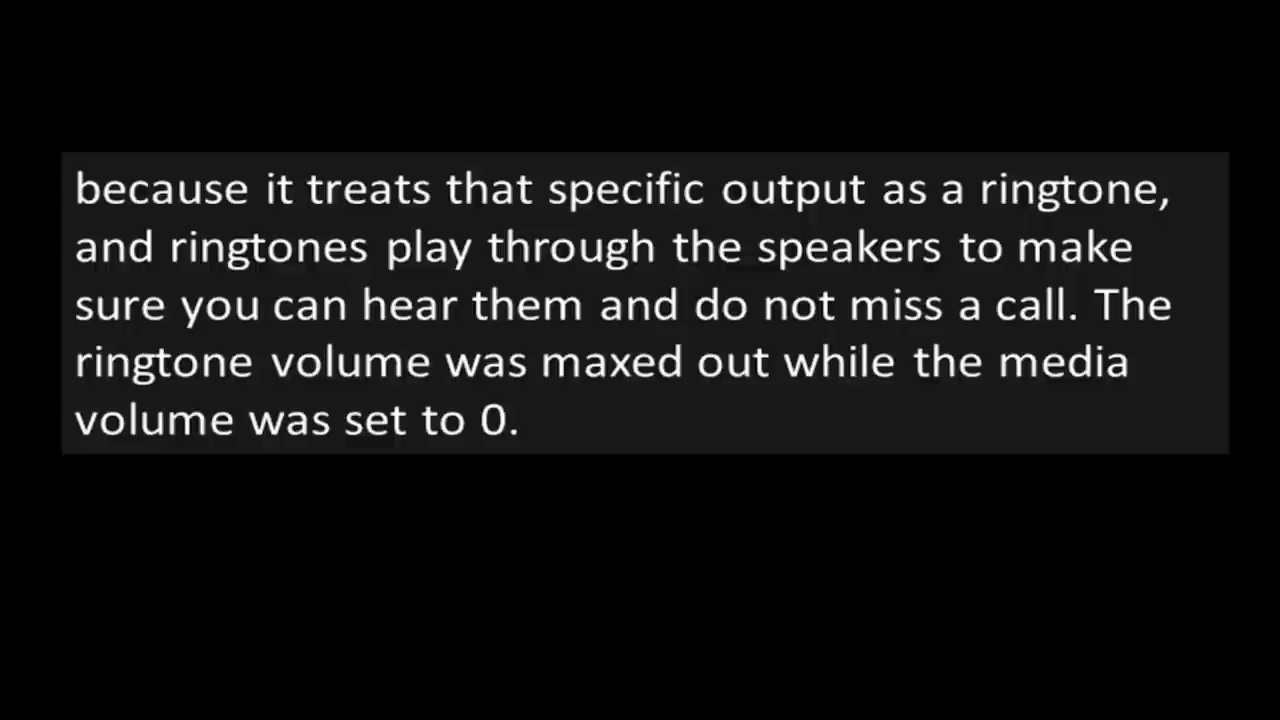 because it treats that specific output as a ringtone,
and ringtones play through the speakers to make
sure you can hear them and do not miss a call. The
ringtone volume was maxed out while the media
volume was set to 0.